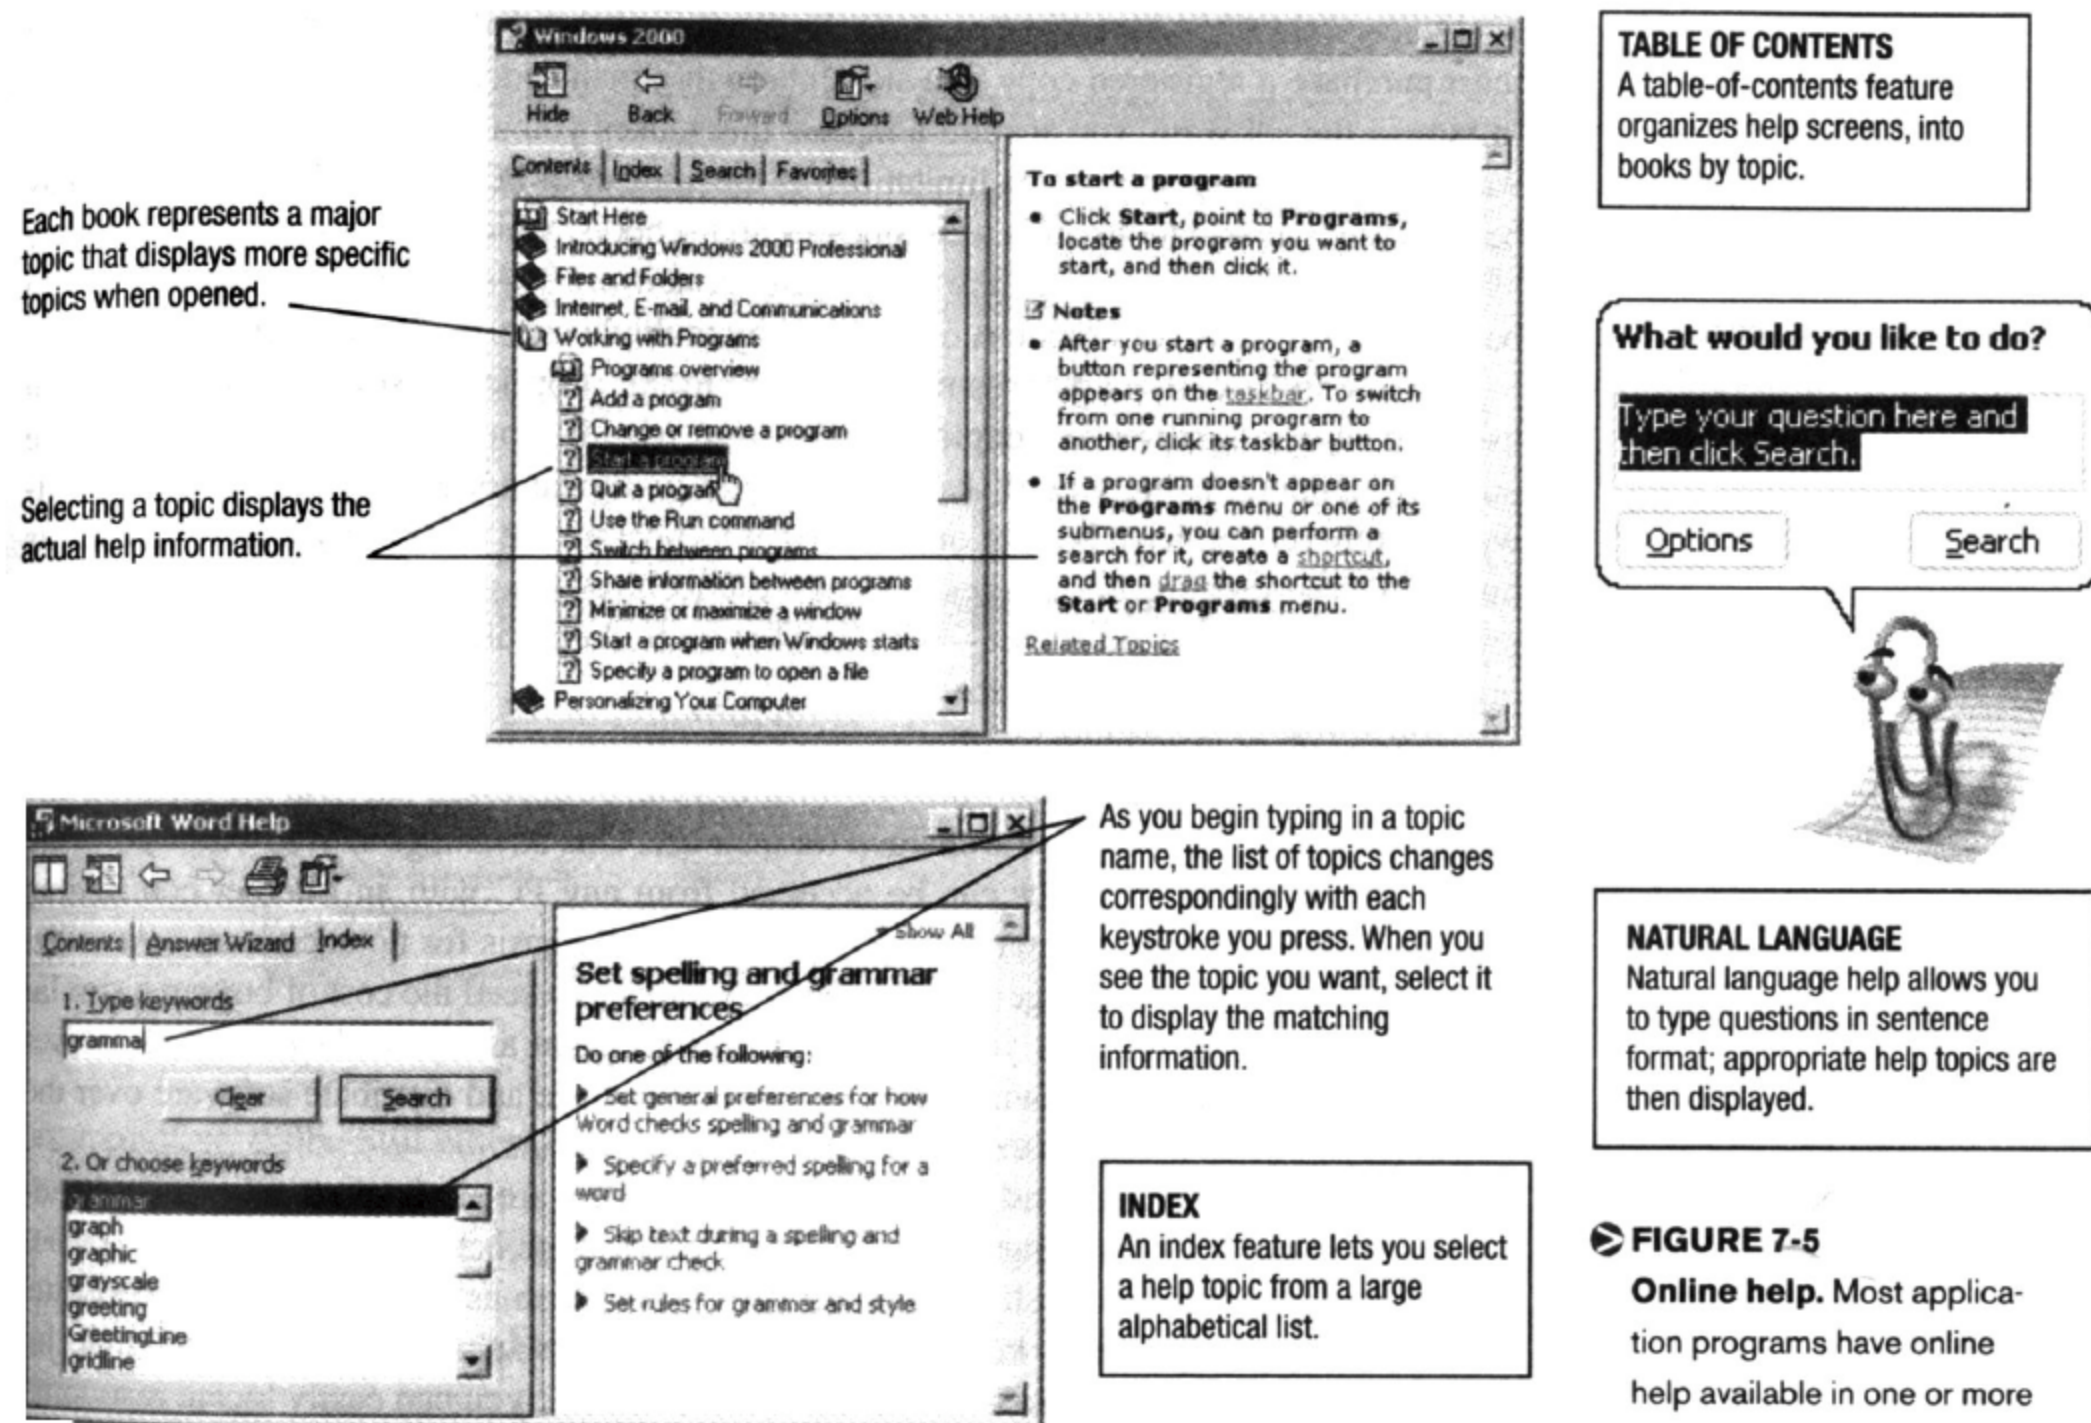 Windows 2000
Hide Back Forward Options Web Help
Contents Index Search Favorites
Start Here
Introducing Windows 2000 Professional
Files and Folders
Internet, E-mail, and Communications
Working with Programs
Programs overview
Add a program
Change or remove a program
Start a program
Quit a program
Use the Run command
Switch between programs
Share information between programs
Minimize or maximize a window
Start a program when Windows starts
Specify a program to open a file
Personalizing Your Computer
To start a program
• Click Start, point to Programs,
locate the program you want to
start, and then click it.
Notes
• After you start a program, a
button representing the program
appears on the taskbar. To switch
from one running program to
another, click its taskbar button.
• If a program doesn't appear on
the Programs menu or one of its
submenus, you can perform a
search for it, create a shortcut,
and then drag the shortcut to the
Start or Programs menu.
Related Topics
Each book represents a major
topic that displays more specific
topics when opened.
Selecting a topic displays the
actual help information.
TABLE OF CONTENTS
A table-of-contents feature
organizes help screens, into
books by topic.
What would you like to do?
Type your question here and
then click Search.
Options Search
Microsoft Word Help
Contents Answer Wizard Index
1. Type keywords
gramma
Clear Search
2. Or choose keywords
grammar
graph
graphic
grayscale
greeting
GreetingLine
gridline
Show All
Set spelling and grammar
preferences
Do one of the following:
Set general preferences for how
Word checks spelling and grammar
Specify a preferred spelling for a
word
Skip text during a spelling and
grammar check
Set rules for grammar and style
As you begin typing in a topic
name, the list of topics changes
correspondingly with each
keystroke you press. When you
see the topic you want, select it
to display the matching
information.
INDEX
An index feature lets you select
a help topic from a large
alphabetical list.
NATURAL LANGUAGE
Natural language help allows you
to type questions in sentence
format; appropriate help topics are
then displayed.
FIGURE 7-5
Online help. Most applica-
tion programs have online
help available in one or more